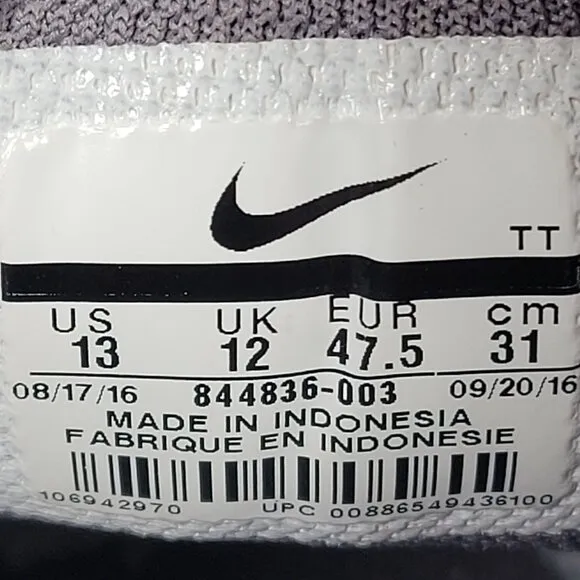 TT
US UK EUR cm
13 12 47.5 31
08/17/16 844836-003 09/20/16
MADE IN INDONESIA
FABRIQUE EN INDONESIE
106942970 UPC 00886549436100